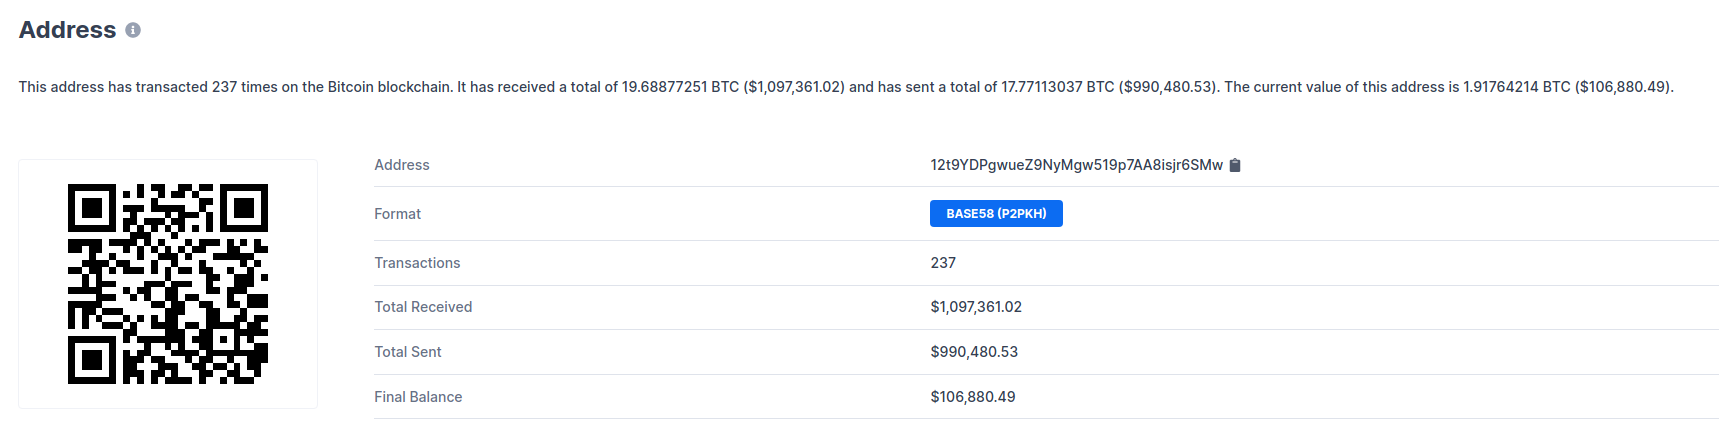 Address
This address has transacted 237 times on the Bitcoin blockchain. It has received a total of 19.68877251 BTC ($1,097,361.02) and has sent a total of 17.77113037 BTC ($990,480.53). The current value of this address is 1.91764214 BTC ($106,880.49).
Address 12t9YDPgwueZ9NyMgw519p7AA8isjr6SMw
Format BASE58 (P2PKH)
Transactions 237
Total Received $1,097,361.02
Total Sent $990,480.53
Final Balance $106,880.49